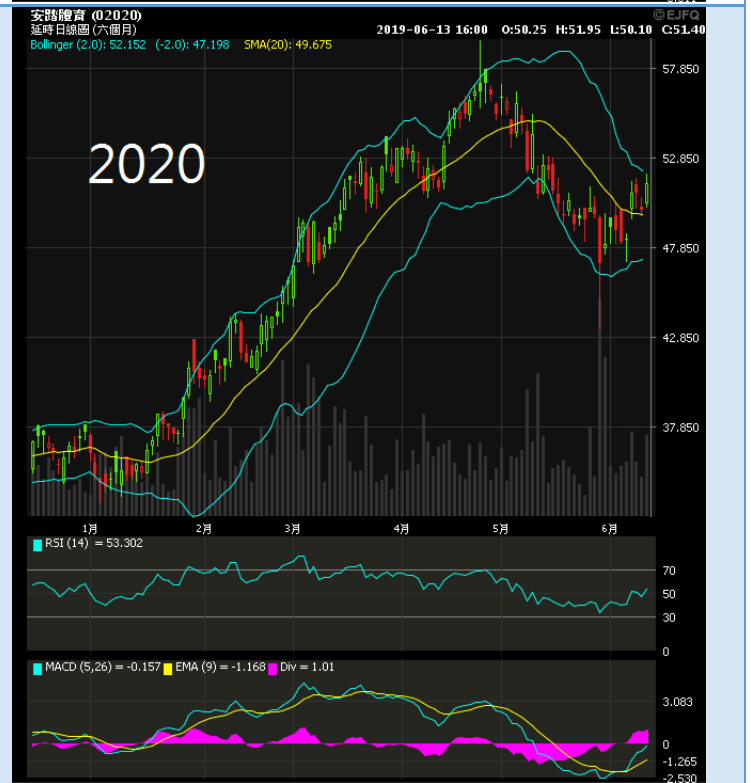 安踏體育 (02020)
©EJFQ
延時日線圖 (六個月)
2019-06-13 16:00 O:50.25 H:51.95 L:50.10 C:51.40
Bollinger (2.0): 52.152 (-2.0): 47.198 SMA(20): 49.675
57.850
2020
52.850
47.850
42.850
37.850
1月 2月 3月 4月 5月 6月
RSI (14) = 53.302
70
50
30
0
MACD (5,26) = -0.157 EMA (9) = -1.168 Div = 1.01
3.083
0
-1.265
-2.530